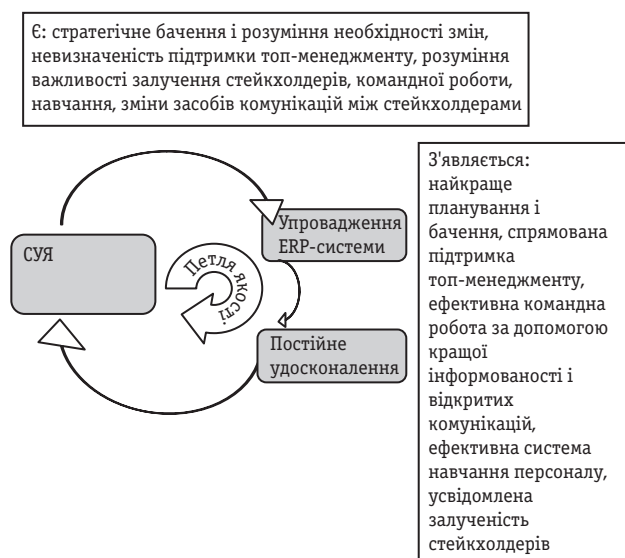 Є: стратегічне бачення і розуміння необхідності змін,
невизначеність підтримки топ-менеджменту, розуміння
важливості залучення стейкхолдерів, командної роботи,
навчання, зміни засобів комунікацій між стейкхолдерами
СУЯ
Петля якості
Упровадження
ERP-системи
Постійне
удосконалення
З'являється:
найкраще
планування і
бачення, спрямована
підтримка
топ-менеджменту,
ефективна командна
робота за допомогою
кращої
інформованості і
відкритих
комунікацій,
ефективна система
навчання персоналу,
усвідомлена
залученість
стейкхолдерів